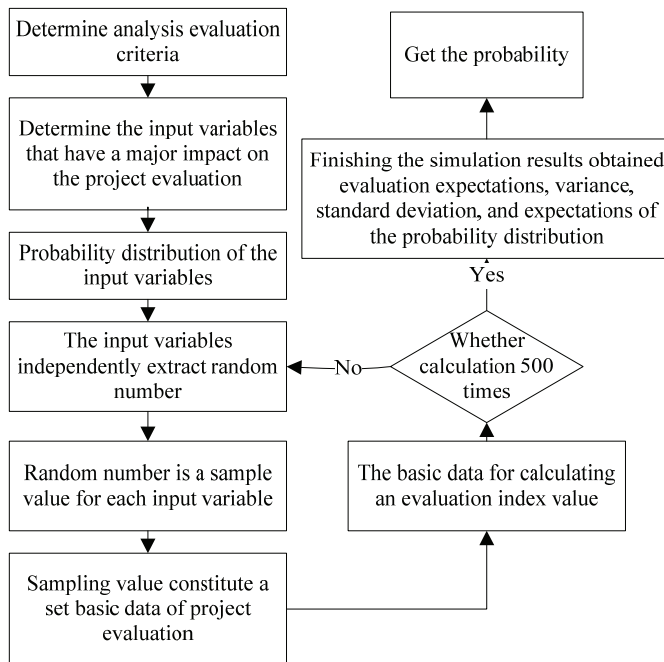 Determine analysis evaluation
criteria
Determine the input variables
that have a major impact on
the project evaluation
Probability distribution of the
input variables
The input variables
independently extract random
number
Random number is a sample
value for each input variable
Sampling value constitute a
set basic data of project
evaluation
The basic data for calculating
an evaluation index value
Whether
calculation 500
times
No
Yes
Finishing the simulation results obtained
evaluation expectations, variance,
standard deviation, and expectations of
the probability distribution
Get the probability